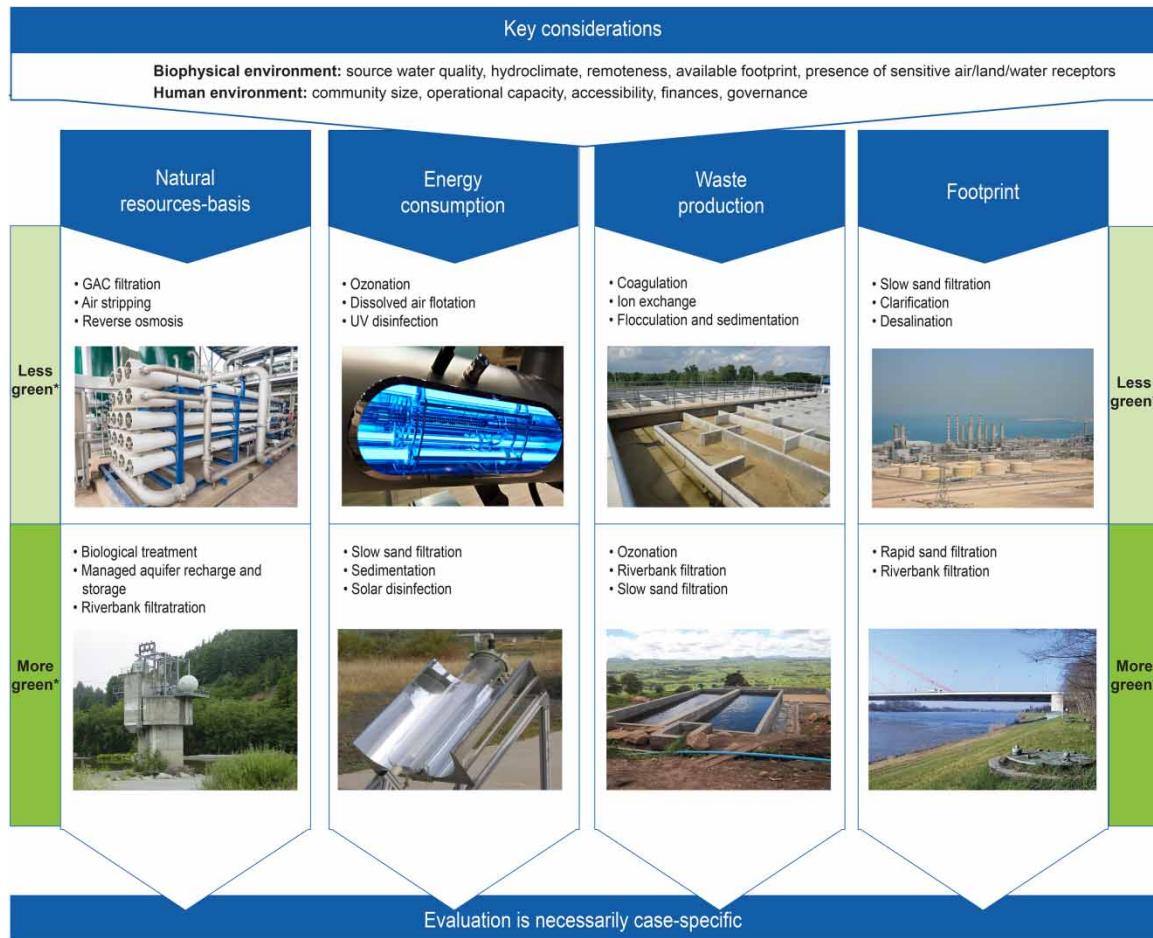 Key considerations
Biophysical environment: source water quality, hydroclimate, remoteness, available footprint, presence of sensitive air/land/water receptors
Human environment: community size, operational capacity, accessibility, finances, governance
Natural
resources-basis
Energy
consumption
Waste
production
Footprint
Less
green*
• GAC filtration
• Air stripping
• Reverse osmosis
• Ozonation
• Dissolved air flotation
• UV disinfection
• Coagulation
• Ion exchange
• Flocculation and sedimentation
• Slow sand filtration
• Clarification
• Desalination
Less
green*
More
green*
• Biological treatment
• Managed aquifer recharge and
storage
• Riverbank filtratration
• Slow sand filtration
• Sedimentation
• Solar disinfection
• Ozonation
• Riverbank filtration
• Slow sand filtration
• Rapid sand filtration
• Riverbank filtration
More
green*
Evaluation is necessarily case-specific